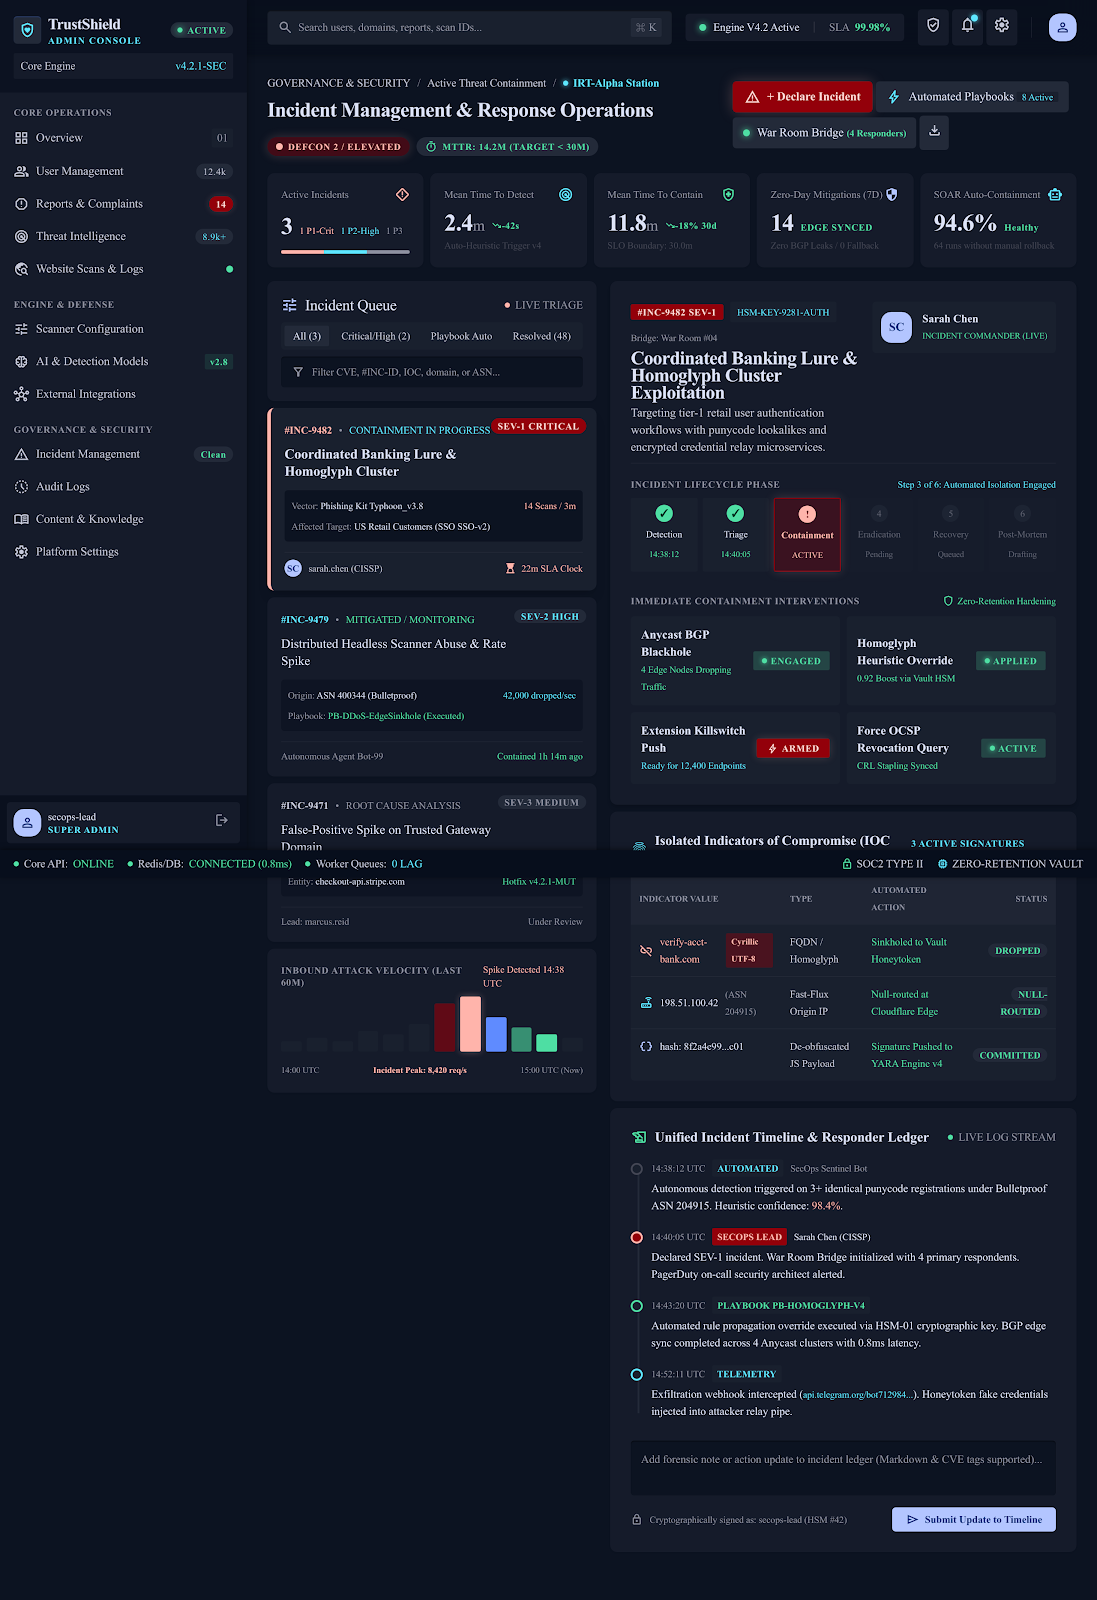 TrustShield
ADMIN CONSOLE
ACTIVE
Core Engine
v4.2.1-SEC
CORE OPERATIONS
Overview
01
User Management
12.4k
Reports & Complaints
14
Threat Intelligence
8.9k+
Website Scans & Logs
ENGINE & DEFENSE
Scanner Configuration
AI & Detection Models
v2.8
External Integrations
GOVERNANCE & SECURITY
Incident Management
Clean
Audit Logs
Content & Knowledge
Platform Settings
secops-lead
SUPER ADMIN
Search users, domains, reports, scan IDs...
⌘ K
Engine V4.2 Active
SLA 99.98%
GOVERNANCE & SECURITY / Active Threat Containment / IRT-Alpha Station
Incident Management & Response Operations
DEFCON 2 / ELEVATED
MTTR: 14.2M (TARGET < 30M)
+ Declare Incident
Automated Playbooks 8 Active
War Room Bridge (4 Responders)
Active Incidents
3 1 P1-Crit 1 P2-High 1 P3
Mean Time To Detect
2.4m -42s
Auto-Heuristic Trigger v4
Mean Time To Contain
11.8m -18% 30d
SLO Boundary: 30.0m
Zero-Day Mitigations (7D)
14 EDGE SYNCED
Zero BGP Leaks / 0 Fallback
SOAR Auto-Containment
94.6% Healthy
64 runs without manual rollback
Incident Queue
LIVE TRIAGE
All (3)
Critical/High (2)
Playbook Auto
Resolved (48)
Filter CVE, #INC-ID, IOC, domain, or ASN...
#INC-9482 • CONTAINMENT IN PROGRESS
SEV-1 CRITICAL
Coordinated Banking Lure &
Homoglyph Cluster
Vector: Phishing Kit Typhoon_v3.8
14 Scans / 3m
Affected Target: US Retail Customers (SSO SSO-v2)
SC
sarah.chen (CISSP)
22m SLA Clock
#INC-9479 • MITIGATED / MONITORING
SEV-2 HIGH
Distributed Headless Scanner Abuse & Rate
Spike
Origin: ASN 400344 (Bulletproof)
42,000 dropped/sec
Playbook: PB-DDoS-EdgeSinkhole (Executed)
Autonomous Agent Bot-99
Contained 1h 14m ago
#INC-9471 • ROOT CAUSE ANALYSIS
SEV-3 MEDIUM
False-Positive Spike on Trusted Gateway
Domain
Entity: checkout-api.stripe.com
Hotfix v4.2.1-MUT
Lead: marcus.reid
Under Review
INBOUND ATTACK VELOCITY (LAST
60M)
Spike Detected 14:38
UTC
14:00 UTC
Incident Peak: 8,420 req/s
15:00 UTC (Now)
#INC-9482 SEV-1
HSM-KEY-9281-AUTH
Bridge: War Room #04
Coordinated Banking Lure &
Homoglyph Cluster
Exploitation
Targeting tier-1 retail user authentication
workflows with punycode lookalikes and
encrypted credential relay microservices.
SC
Sarah Chen
INCIDENT COMMANDER (LIVE)
INCIDENT LIFECYCLE PHASE
Step 3 of 6: Automated Isolation Engaged
Detection
14:38:12
Triage
14:40:05
!
Containment
ACTIVE
4
Eradication
Pending
5
Recovery
Queued
6
Post-Mortem
Drafting
IMMEDIATE CONTAINMENT INTERVENTIONS
Zero-Retention Hardening
Anycast BGP
Blackhole
4 Edge Nodes Dropping
Traffic
ENGAGED
Homoglyph
Heuristic Override
0.92 Boost via Vault HSM
APPLIED
Extension Killswitch
Push
Ready for 12,400 Endpoints
ARMED
Force OCSP
Revocation Query
CRL Stapling Synced
ACTIVE
Isolated Indicators of Compromise (IOC
3 ACTIVE SIGNATURES
Core API: ONLINE
Redis/DB: CONNECTED (0.8ms)
Worker Queues: 0 LAG
SOC2 TYPE II
ZERO-RETENTION VAULT
INDICATOR VALUE
TYPE
AUTOMATED
ACTION
STATUS
verify-acct-
bank.com
Cyrillic
UTF-8
FQDN /
Homoglyph
Sinkholed to Vault
Honeytoken
DROPPED
198.51.100.42
(ASN
204915)
Fast-Flux
Origin IP
Null-routed at
Cloudflare Edge
NULL-
ROUTED
hash: 8f2a4e99...c01
De-obfuscated
JS Payload
Signature Pushed to
YARA Engine v4
COMMITTED
Unified Incident Timeline & Responder Ledger
LIVE LOG STREAM
14:38:12 UTC AUTOMATED SecOps Sentinel Bot
Autonomous detection triggered on 3+ identical punycode registrations under Bulletproof
ASN 204915. Heuristic confidence: 98.4%.
14:40:05 UTC SECOPS LEAD Sarah Chen (CISSP)
Declared SEV-1 incident. War Room Bridge initialized with 4 primary respondents.
PagerDuty on-call security architect alerted.
14:43:20 UTC PLAYBOOK PB-HOMOGLYPH-V4
Automated rule propagation override executed via HSM-01 cryptographic key. BGP edge
sync completed across 4 Anycast clusters with 0.8ms latency.
14:52:11 UTC TELEMETRY
Exfiltration webhook intercepted (api.telegram.org/bot712984...). Honeytoken fake credentials
injected into attacker relay pipe.
Add forensic note or action update to incident ledger (Markdown & CVE tags supported)...
Cryptographically signed as: secops-lead (HSM #42)
Submit Update to Timeline